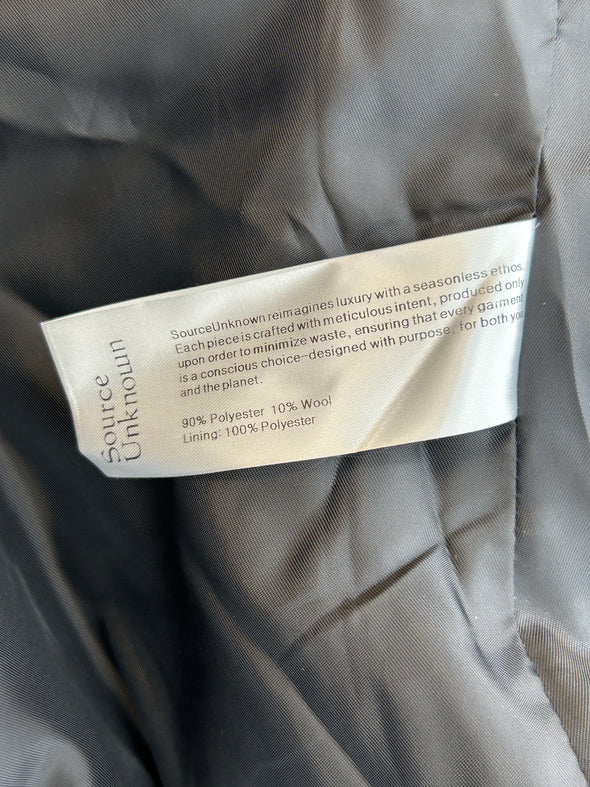 Source
Unknown
SourceUnknown reimagines luxury with a seasonless ethos.
Each piece is crafted with meticulous intent, produced only
upon order to minimize waste, ensuring that every garment
is a conscious choice—designed with purpose, for both you
and the planet.
90% Polyester 10% Wool
Lining: 100% Polyester